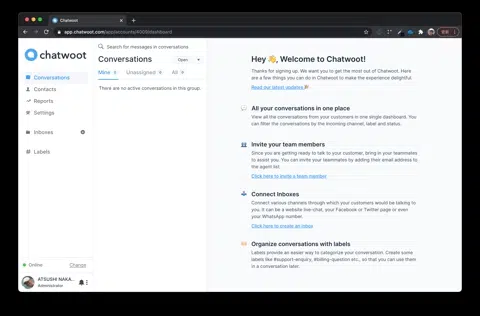 Chatwoot
app.chatwoot.com/app/accounts/40008/dashboard
chatwoot
Conversations
Contacts
Reports
Settings
Inboxes
Labels
Online
Change
ATSUSHI NAKA...
Administrator
Search for messages in conversations
Conversations
Open
Mine 0
Unassigned 0
All 0
There are no active conversations in this group.
Hey 👋, Welcome to Chatwoot!
Thanks for signing up. We want you to get the most out of Chatwoot. Here are a few things you can do in Chatwoot to make the experience delightful.
Read our latest updates 🎉
All your conversations in one place
View all the conversations from your customers in one single dashboard. You can filter the conversations by the incoming channel, label and status.
Invite your team members
Since you are getting ready to talk to your customer, bring in your teammates to assist you. You can invite your teammates by adding their email address to the agent list.
Click here to invite a team member
Connect Inboxes
Connect various channels through which your customers would be talking to you. It can be a website live-chat, your Facebook or Twitter page or even your WhatsApp number.
Click here to create an inbox
Organize conversations with labels
Labels provide an easier way to categorize your conversation. Create some labels like #support-enquiry, #billing-question etc., so that you can use them in a conversation later.